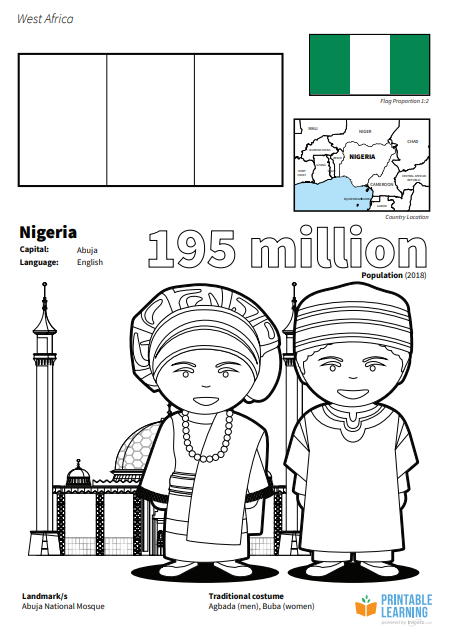 West Africa
Flag Proportion 1:2
MALI
NIGER
CHAD
NIGERIA
CAMEROON
Country Location
Nigeria
Capital: Abuja
Language: English
195 million
Population (2018)
Landmark/s
Abuja National Mosque
Traditional costume
Agbada (men), Buba (women)
PRINTABLE
LEARNING